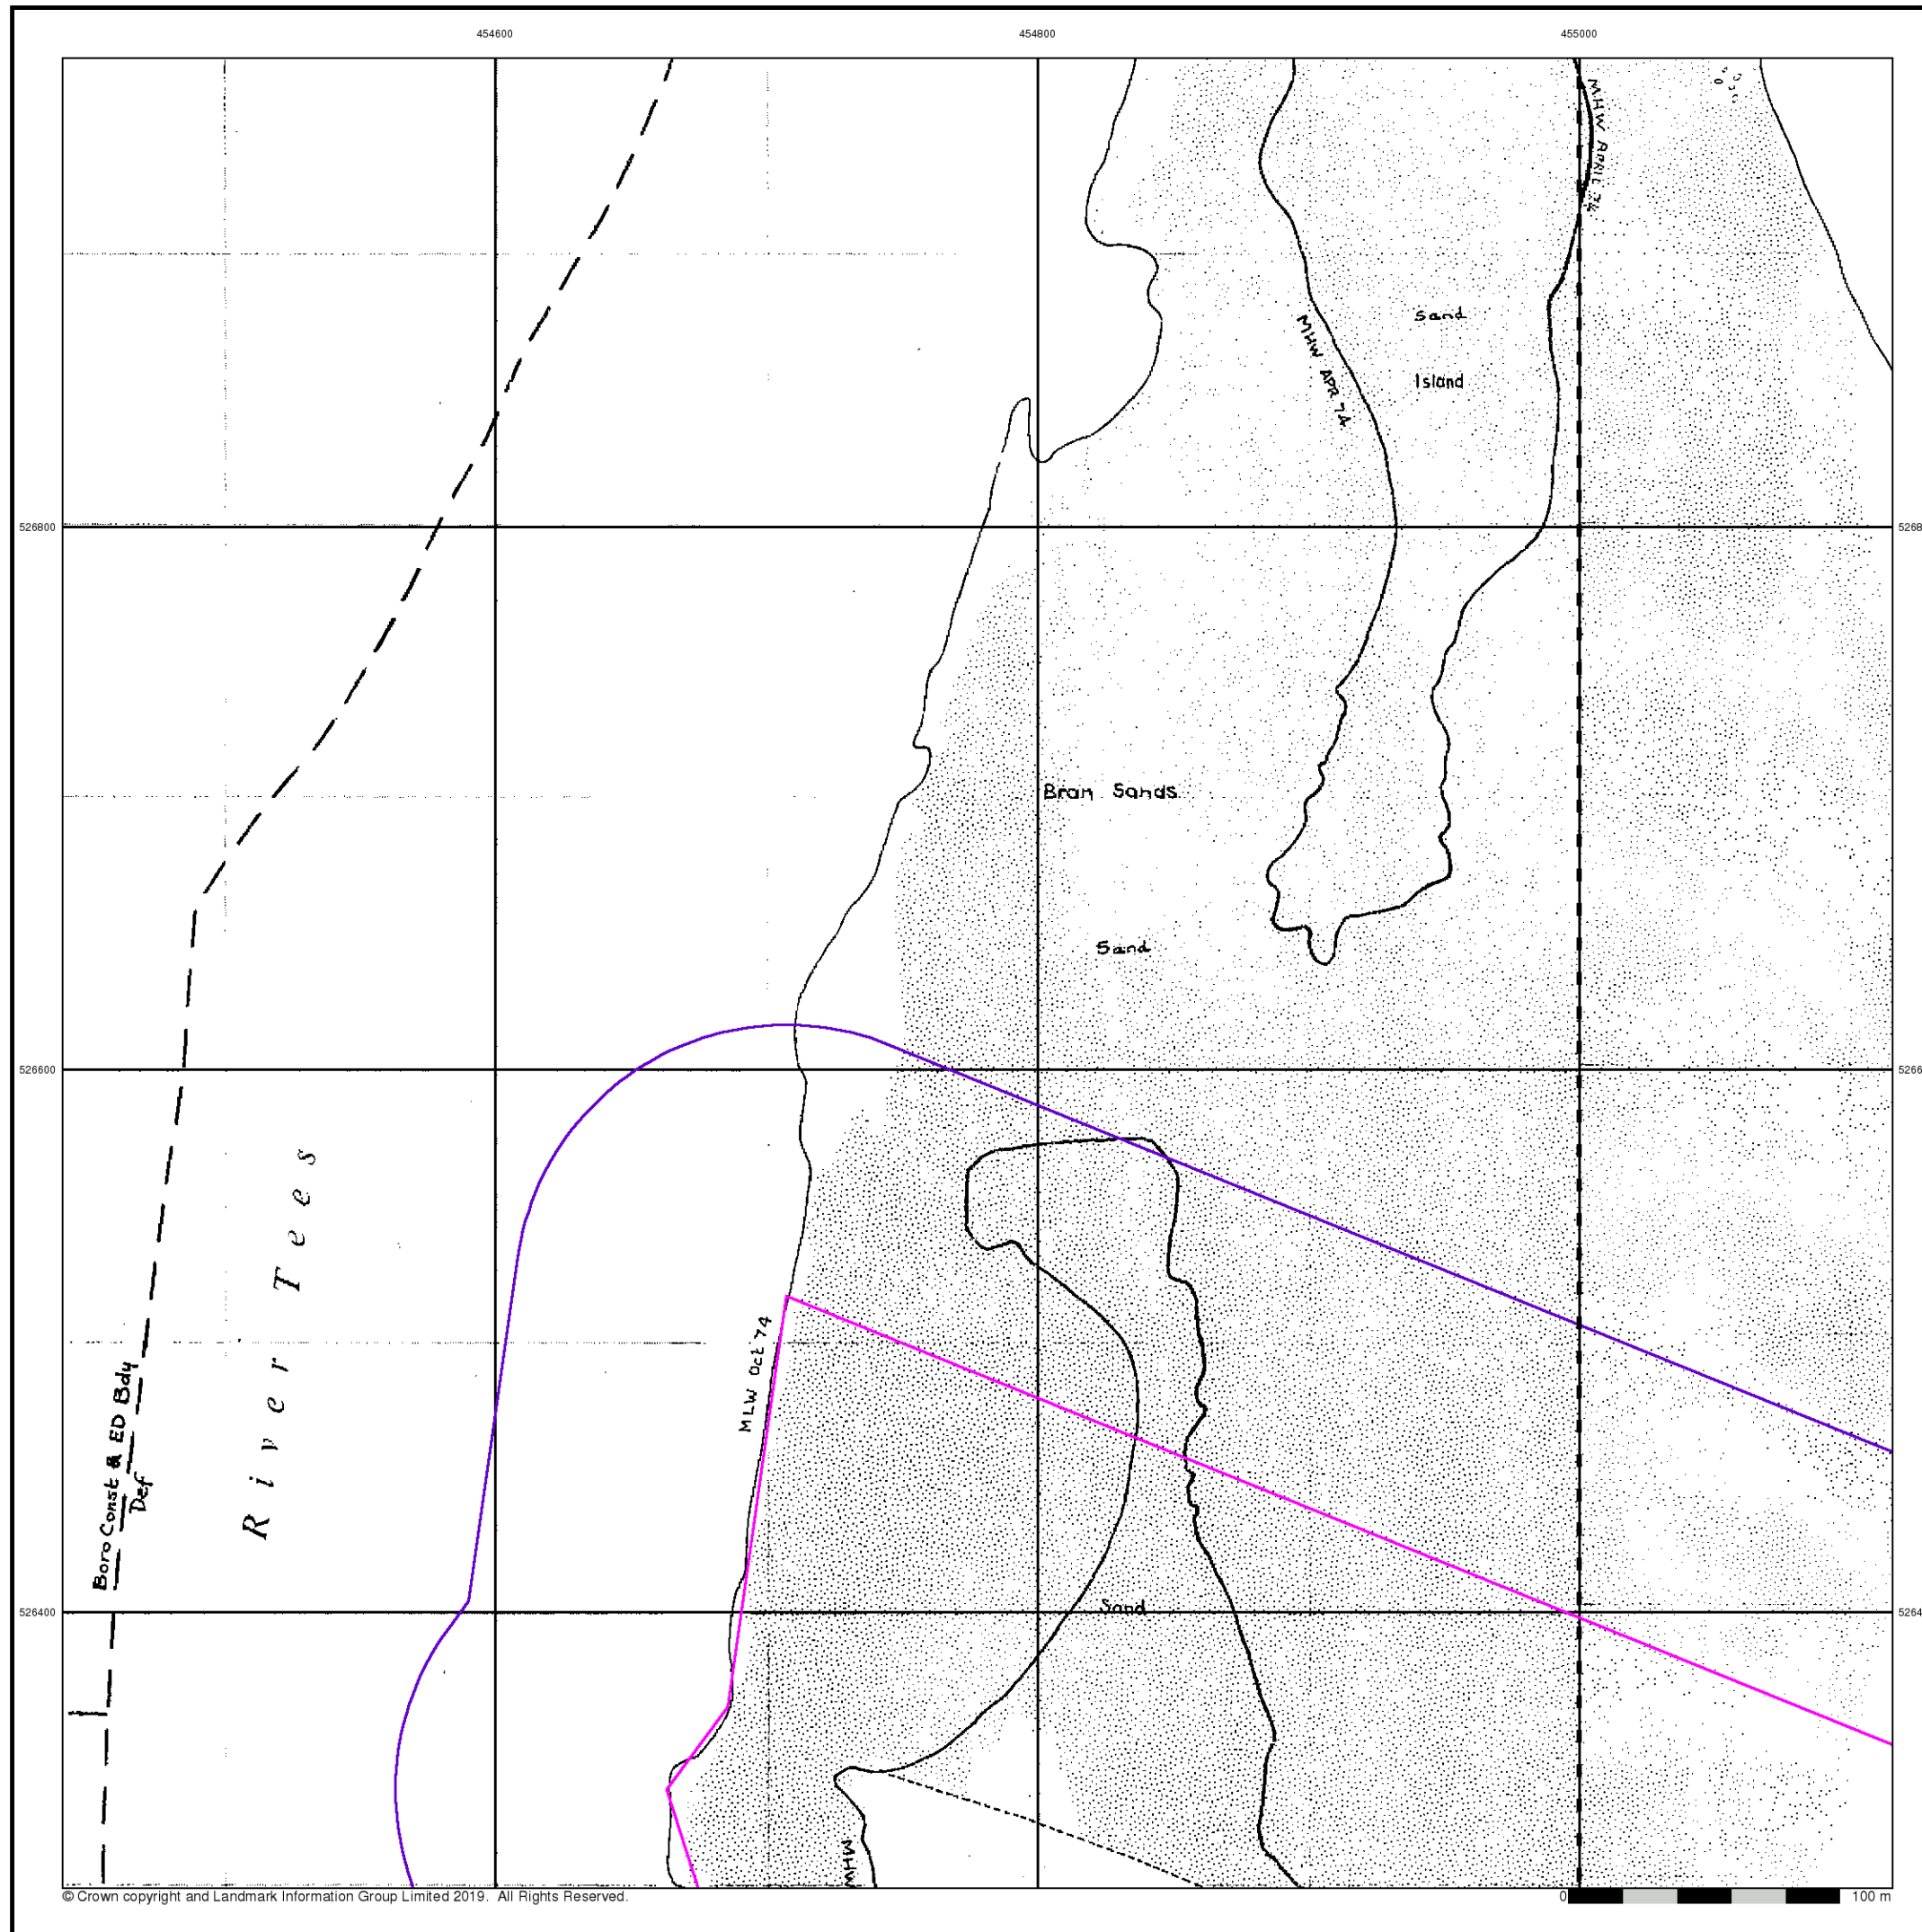 454600
454800
455000
MHW APRIL 74
Sand
Island
MHW APR 74
526800
5268
Bran Sands
Sand
526600
5266
River Tees
MLW Oct 74
Boro Const & ED Bdy
Def
526400
Sand
5264
MHW
© Crown copyright and Landmark Information Group Limited 2019. All Rights Reserved.
0
100 m